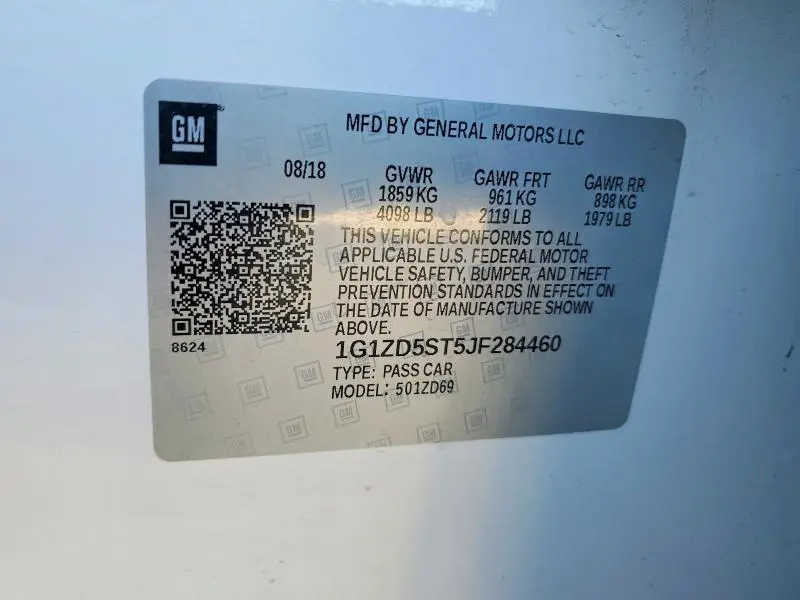 GM
MFD BY GENERAL MOTORS LLC
08/18
GVWR
1859 KG
4098 LB
GAWR FRT
961 KG
2119 LB
GAWR RR
898 KG
1979 LB
THIS VEHICLE CONFORMS TO ALL
APPLICABLE U.S. FEDERAL MOTOR
VEHICLE SAFETY, BUMPER, AND THEFT
PREVENTION STANDARDS IN EFFECT ON
THE DATE OF MANUFACTURE SHOWN
ABOVE.
8624
1G1ZD5ST5JF284460
TYPE: PASS CAR
MODEL: 501ZD69